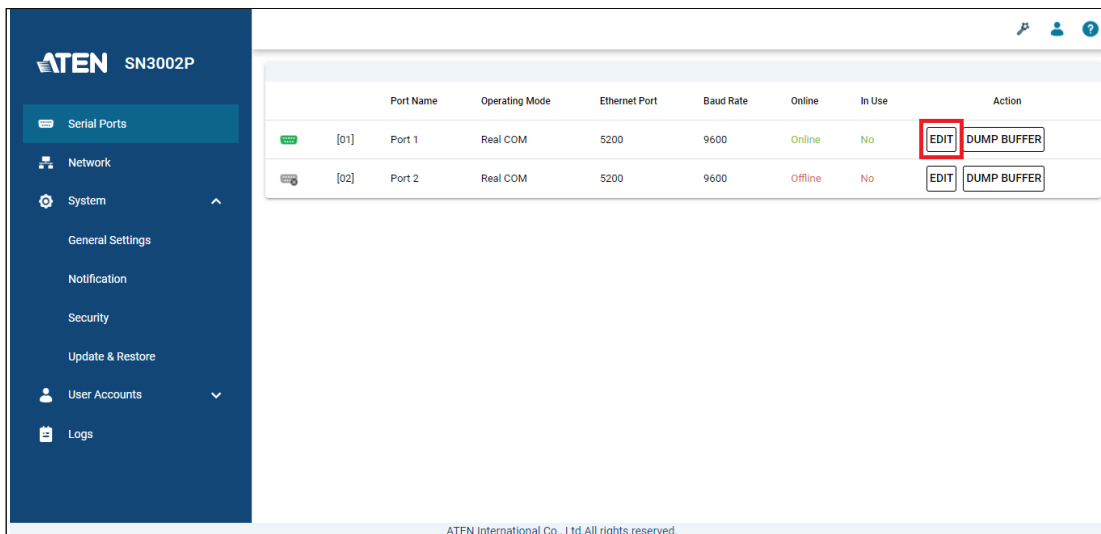 ATEN SN3002P
Serial Ports
Network
System
General Settings
Notification
Security
Update & Restore
User Accounts
Logs
Port Name Operating Mode Ethernet Port Baud Rate Online In Use Action
[01] Port 1 Real COM 5200 9600 Online No EDIT DUMP BUFFER
[02] Port 2 Real COM 5200 9600 Offline No EDIT DUMP BUFFER
ATEN International Co., Ltd.All rights reserved.